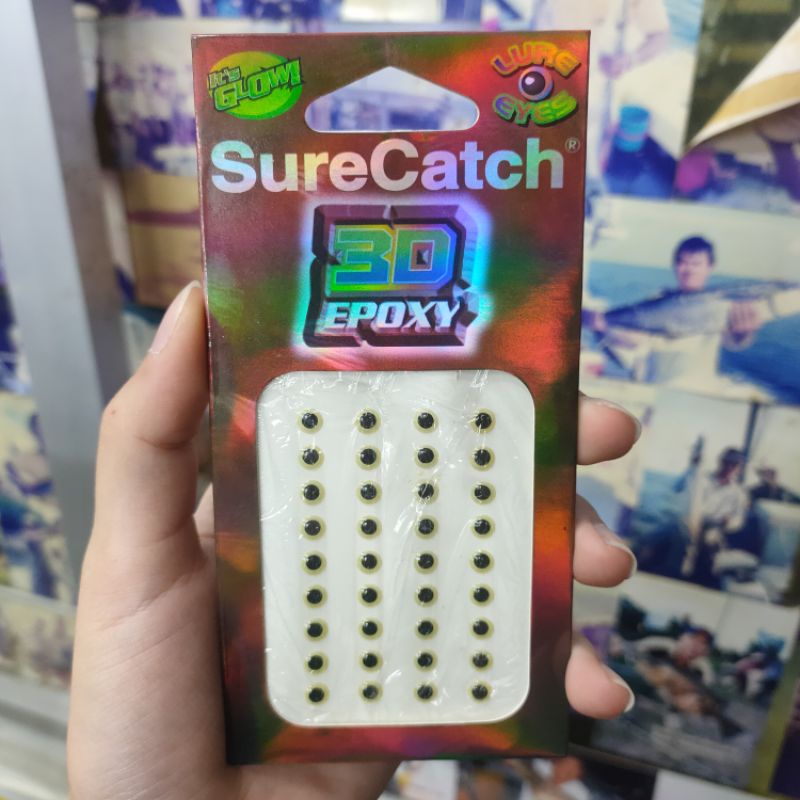 It's
GLOW!
LURE
EYES
SureCatch®
3D
EPOXY